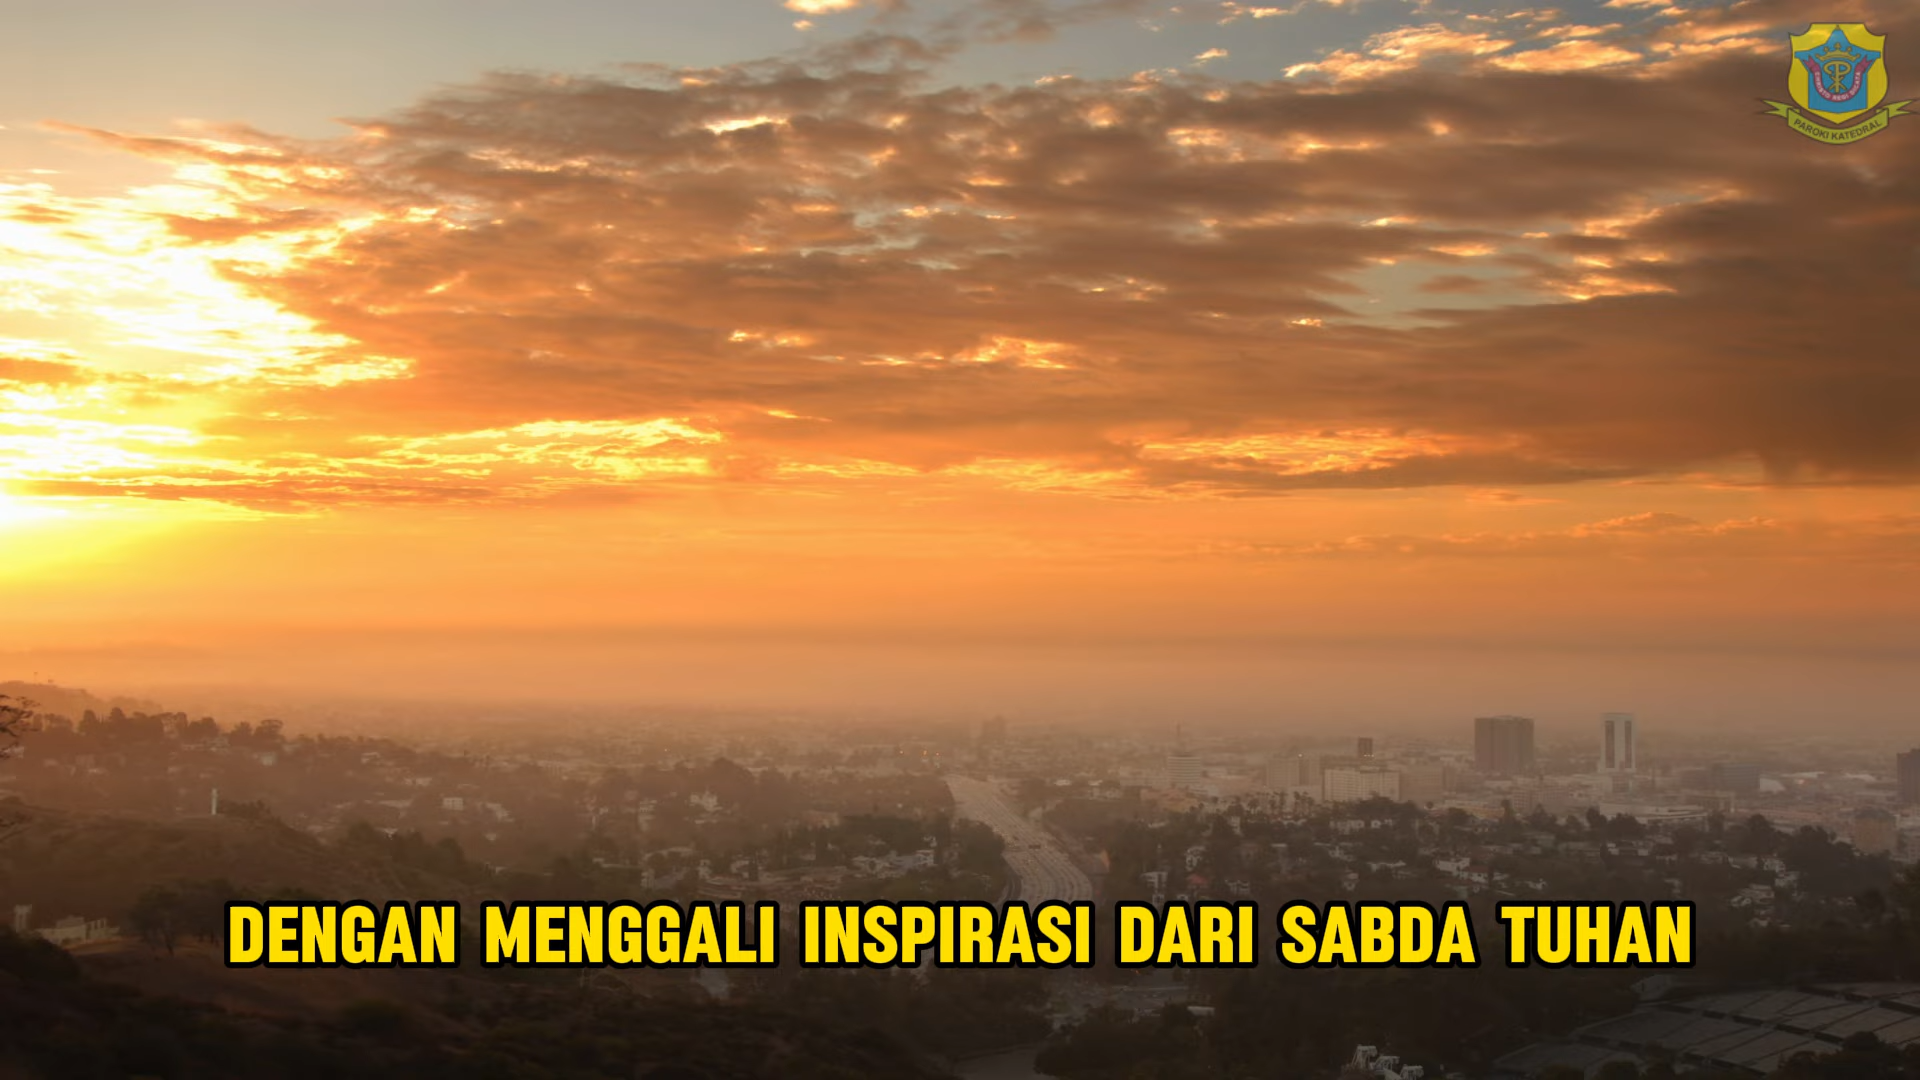 PAROKI KATEDRAL
DENGAN MENGGALI INSPIRASI DARI SABDA TUHAN